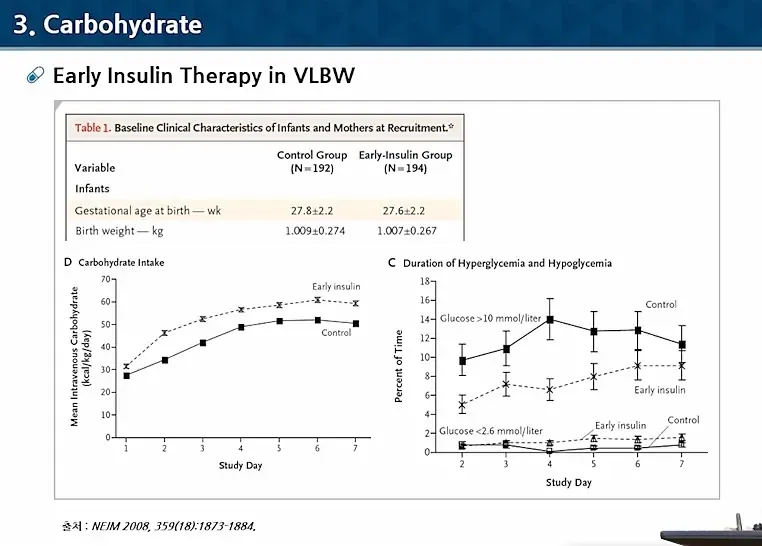 3. Carbohydrate
Early Insulin Therapy in VLBW
Table 1. Baseline Clinical Characteristics of Infants and Mothers at Recruitment.*
Variable Control Group (N=192) Early-Insulin Group (N=194)
Infants
Gestational age at birth — wk 27.8±2.2 27.6±2.2
Birth weight — kg 1.009±0.274 1.007±0.267
D Carbohydrate Intake
Mean Intravenous Carbohydrate
(kcal/kg/day)
70
60
50
40
30
20
10
0
Early insulin
Control
1 2 3 4 5 6 7
Study Day
C Duration of Hyperglycemia and Hypoglycemia
Percent of Time
18
16
14
12
10
8
6
4
2
0
Control
Glucose >10 mmol/liter
Early insulin
Glucose <2.6 mmol/liter
Early insulin
Control
2 3 4 5 6 7
Study Day
출처 : NEJM 2008, 359(18):1873-1884.